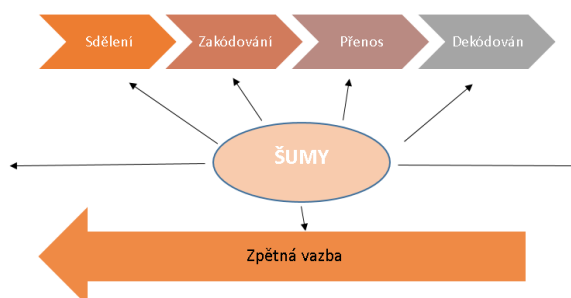 Sdělení
Zakódování
Přenos
Dekódován
ŠUMY
Zpětná vazba